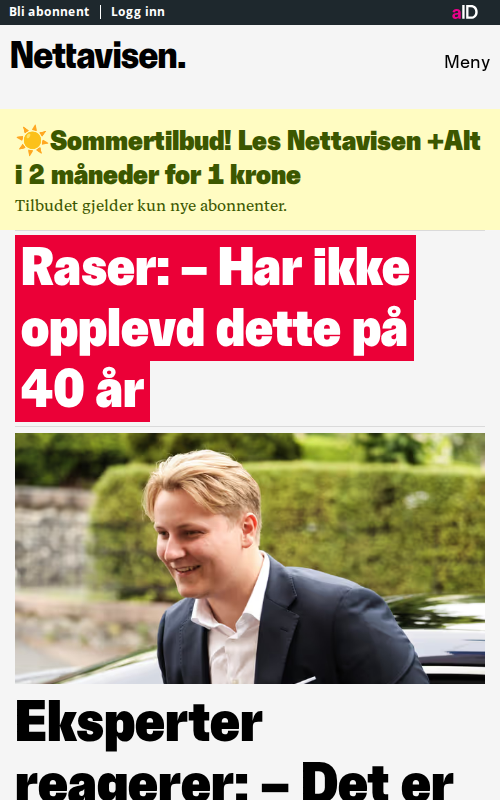 Bli abonnent | Logg inn
aID
Nettavisen.
Meny
☀️Sommertilbud! Les Nettavisen +Alt
i 2 måneder for 1 krone
Tilbudet gjelder kun nye abonnenter.
Raser: – Har ikke
opplevd dette på
40 år
Eksperter
reagerer: – Det er